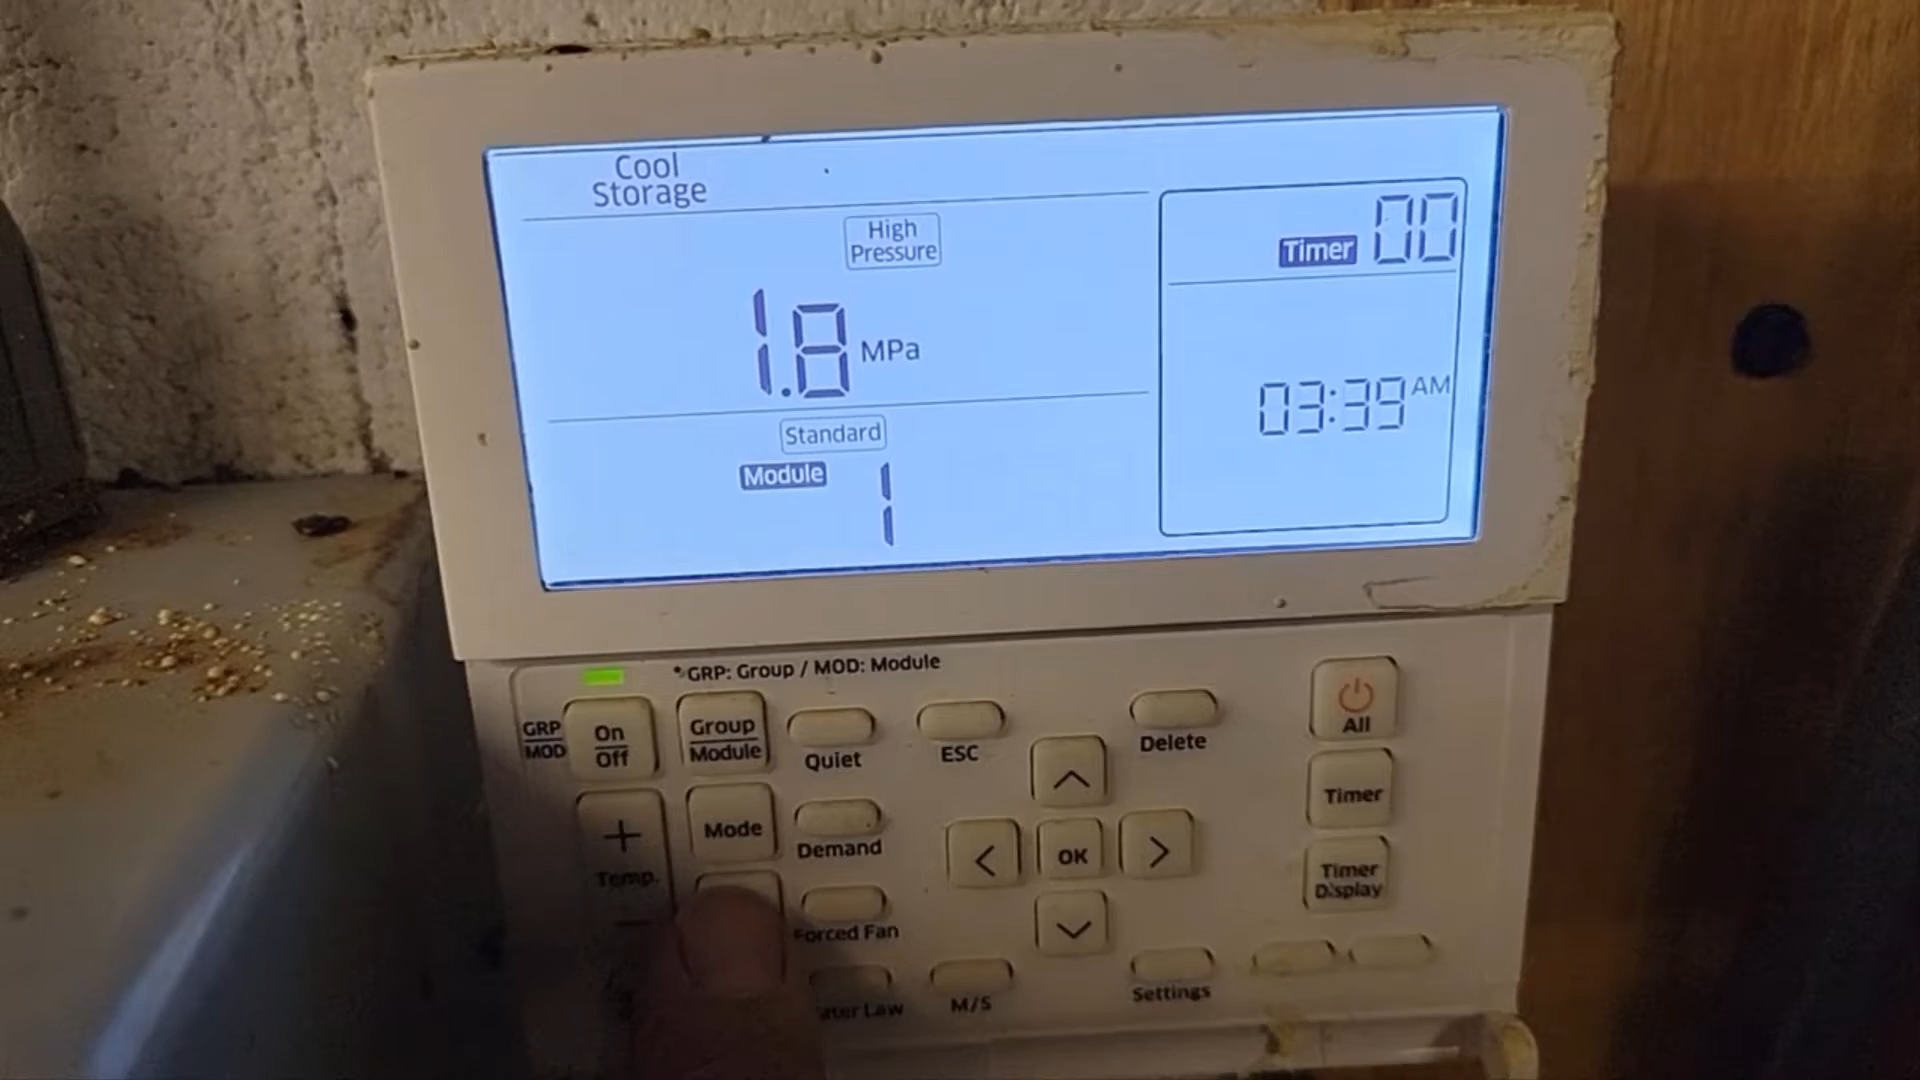 Cool
Storage
High
Pressure
1.8 MPa
Standard
Module 1
Timer 00
03:39 AM
*GRP: Group / MOD: Module
GRP
MOD
On
Off
Group
Module
Quiet
ESC
Delete
All
Temp.
Mode
Demand
OK
Timer
Timer
Display
Forced Fan
ater Law
M/S
Settings